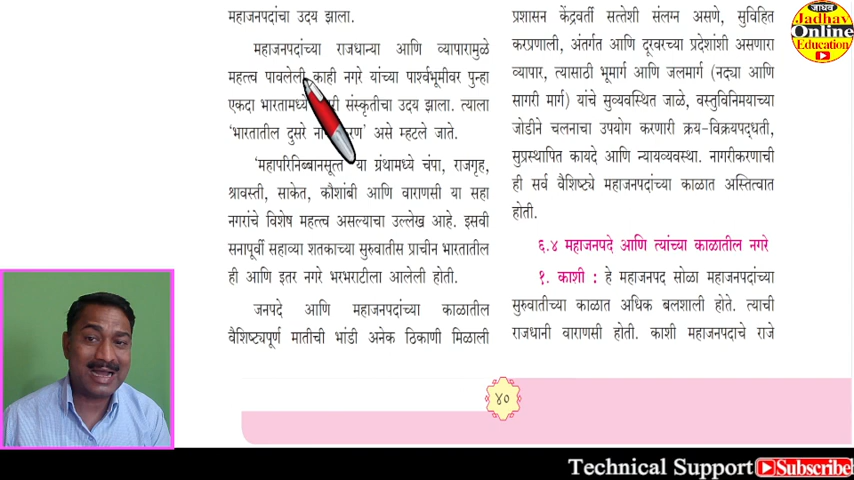 महाजनपदांचा उदय झाला.
महाजनपदांच्या राजधान्या आणि व्यापारामुळे
महत्त्व पावलेली काही नगरे यांच्या पार्श्वभूमीवर पुन्हा
एकदा भारतामध्ये संस्कृतीचा उदय झाला. त्याला
'भारतातील दुसरे असे म्हटले जाते.
'महापरिनिब्बानसूत्त' या ग्रंथामध्ये चंपा, राजगृह,
श्रावस्ती, साकेत, कौशांबी आणि वाराणसी या सहा
नगरांचे विशेष महत्त्व असल्याचा उल्लेख आहे. इसवी
सनापूर्वी सहाव्या शतकाच्या सुरुवातीस प्राचीन भारतातील
ही आणि इतर नगरे भरभराटीला आलेली होती.
जनपदे आणि महाजनपदांच्या काळातील
वैशिष्ट्यपूर्ण मातीची भांडी अनेक ठिकाणी मिळाली
प्रशासन केंद्रवर्ती सत्तेशी संलग्न असणे, सुविहित
करप्रणाली, अंतर्गत आणि दूरवरच्या प्रदेशांशी असणारा
व्यापार, त्यासाठी भूमार्ग आणि जलमार्ग (नद्या आणि
सागरी मार्ग) यांचे सुव्यवस्थित जाळे, वस्तुविनिमयाच्या
जोडीने चलनाचा उपयोग करणारी क्रय-विक्रयपद्धती,
सुप्रस्थापित कायदे आणि न्यायव्यवस्था. नागरीकरणाची
ही सर्व वैशिष्ट्ये महाजनपदांच्या काळात अस्तित्वात
होती.
६.४ महाजनपदे आणि त्यांच्या काळातील नगरे
१. काशी : हे महाजनपद सोळा महाजनपदांच्या
सुरुवातीच्या काळात अधिक बलशाली होते. त्याची
राजधानी वाराणसी होती. काशी महाजनपदाचे राजे
४०
जाधव
Jadhav
Online
Education
Technical Support Subscribe